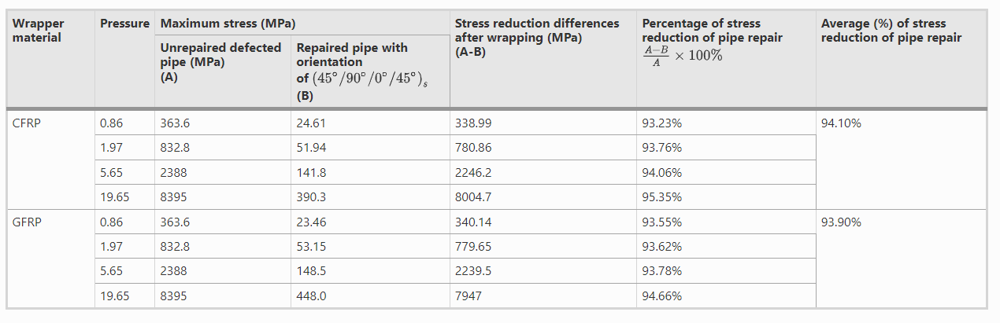 Wrapper material Pressure Maximum stress (MPa) Stress reduction differences after wrapping (MPa) (A-B) Percentage of stress reduction of pipe repair A−B/A × 100% Average (%) of stress reduction of pipe repair
Unrepaired defected pipe (MPa) (A) Repaired pipe with orientation of (45°/90°/0°/45°)s (B)
CFRP 0.86 363.6 24.61 338.99 93.23% 94.10%
1.97 832.8 51.94 780.86 93.76%
5.65 2388 141.8 2246.2 94.06%
19.65 8395 390.3 8004.7 95.35%
GFRP 0.86 363.6 23.46 340.14 93.55% 93.90%
1.97 832.8 53.15 779.65 93.62%
5.65 2388 148.5 2239.5 93.78%
19.65 8395 448.0 7947 94.66%